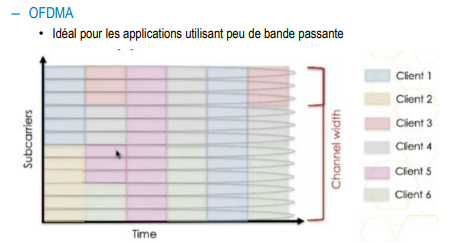 – OFDMA
• Idéal pour les applications utilisant peu de bande passante
Subcarriers
Time
Channel width
Client 1
Client 2
Client 3
Client 4
Client 5
Client 6